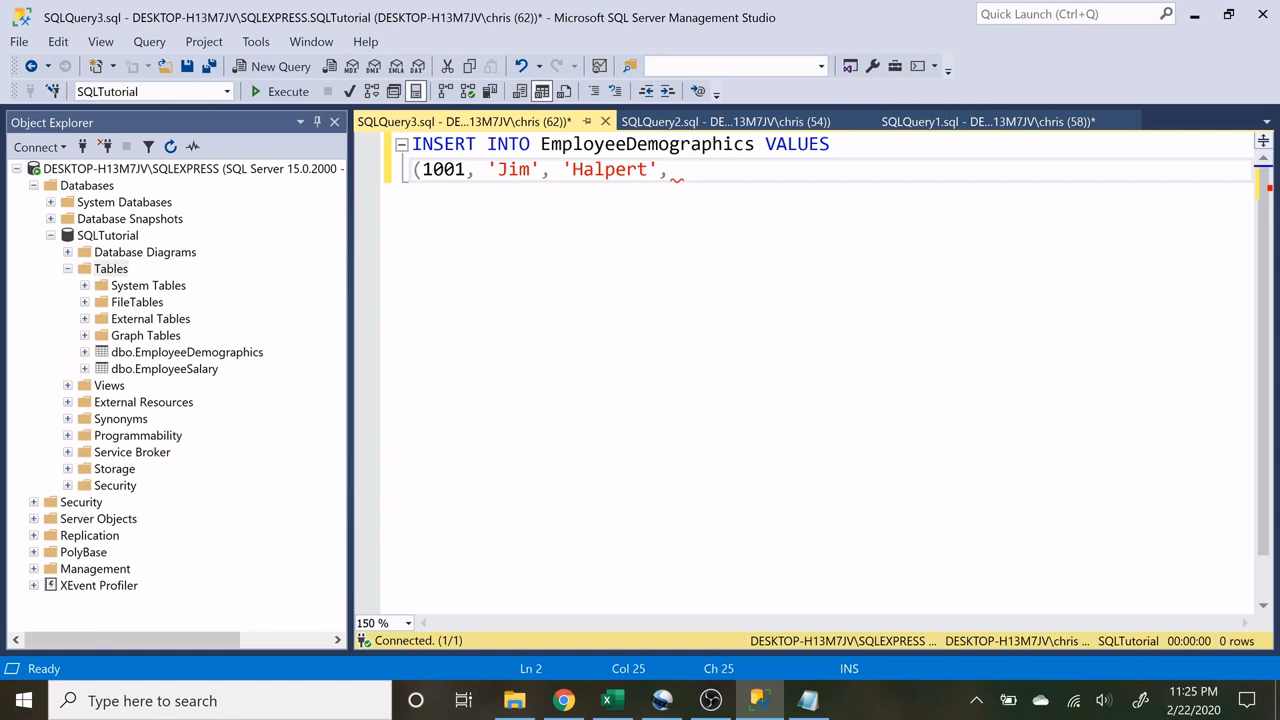 SQLQuery3.sql - DESKTOP-H13M7JV\SQLEXPRESS.SQLTutorial (DESKTOP-H13M7JV\chris (62))* - Microsoft SQL Server Management Studio
Quick Launch (Ctrl+Q)
File Edit View Query Project Tools Window Help
New Query
MDX DMX XMLA DAX
SQLTutorial
Execute
Object Explorer
SQLQuery3.sql - DE...13M7JV\chris (62))*
SQLQuery2.sql - DE...13M7JV\chris (54))
SQLQuery1.sql - DE...13M7JV\chris (58))*
Connect
DESKTOP-H13M7JV\SQLEXPRESS (SQL Server 15.0.2000 -
Databases
System Databases
Database Snapshots
SQLTutorial
Database Diagrams
Tables
System Tables
FileTables
External Tables
Graph Tables
dbo.EmployeeDemographics
dbo.EmployeeSalary
Views
External Resources
Synonyms
Programmability
Service Broker
Storage
Security
Security
Server Objects
Replication
PolyBase
Management
XEvent Profiler
INSERT INTO EmployeeDemographics VALUES
(1001, 'Jim', 'Halpert',
150 %
Connected. (1/1)
DESKTOP-H13M7JV\SQLEXPRESS ...
DESKTOP-H13M7JV\chris ...
SQLTutorial
00:00:00
0 rows
Ready
Ln 2
Col 25
Ch 25
INS
Type here to search
11:25 PM
2/22/2020